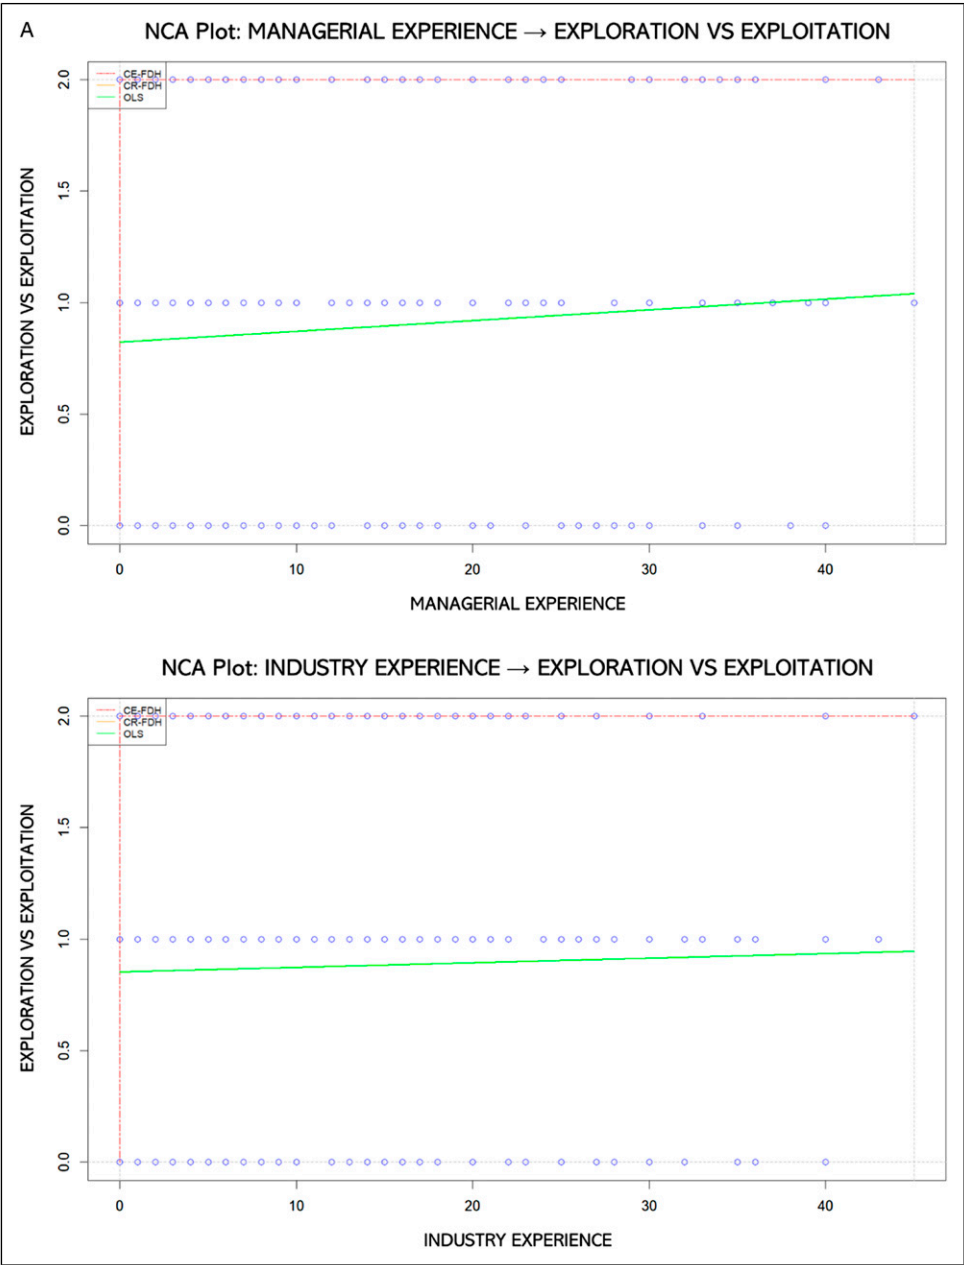 A
NCA Plot: MANAGERIAL EXPERIENCE → EXPLORATION VS EXPLOITATION
CE-FDH
CR-FDH
OLS
EXPLORATION VS EXPLOITATION
2.0
1.5
1.0
0.5
0.0
0 10 20 30 40
MANAGERIAL EXPERIENCE
NCA Plot: INDUSTRY EXPERIENCE → EXPLORATION VS EXPLOITATION
CE-FDH
CR-FDH
OLS
EXPLORATION VS EXPLOITATION
2.0
1.5
1.0
0.5
0.0
0 10 20 30 40
INDUSTRY EXPERIENCE